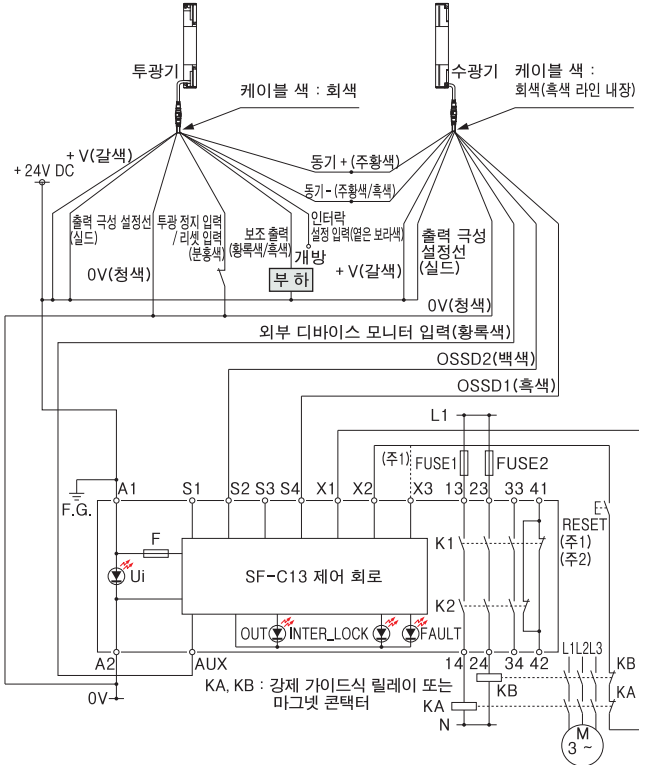 투광기
수광기
케이블 색 : 회색
케이블 색 :
회색(흑색 라인 내장)
+ V(갈색)
+ 24V DC
동기 + (주황색)
동기 - (주황색/흑색)
출력 극성 설정선
(실드)
투광 정지 입력
/ 리셋 입력
(분홍색)
보조 출력
(황록색/흑색)
인터락
설정 입력(옅은 보라색)
개방
출력 극성
설정선
(실드)
0V(청색)
부 하
+ V(갈색)
0V(청색)
외부 디바이스 모니터 입력(황록색)
OSSD2(백색)
OSSD1(흑색)
L1
(주1)
FUSE1
FUSE2
F.G.
A1
S1
S2
S3
S4
X1
X2
X3
13
23
33
41
RESET
(주1)
(주2)
F
Ui
SF-C13 제어 회로
K1
K2
OUT
INTER_LOCK
FAULT
A2
AUX
14
24
34
42
0V
KA, KB : 강제 가이드식 릴레이 또는
마그넷 콘택터
L1 L2 L3
KB
KA
KB
KA
N
M
3 ~